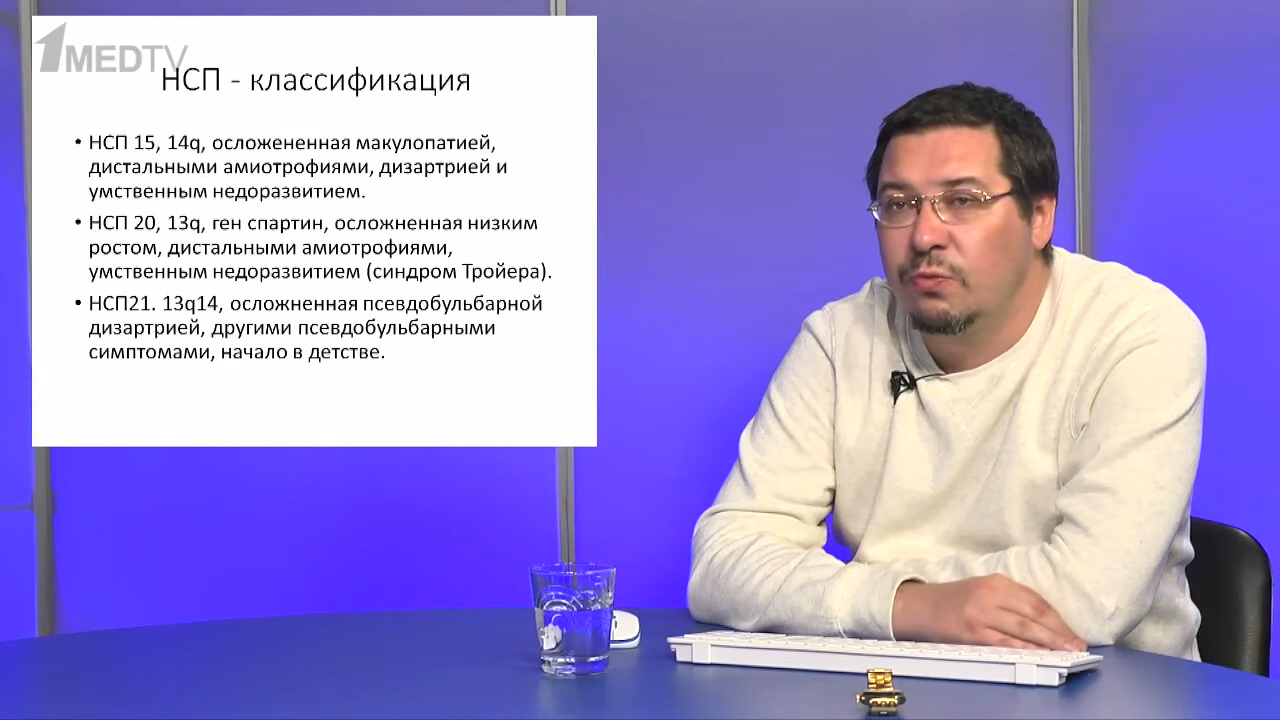 1MEDTV
НСП - классификация
• НСП 15, 14q, осложененная макулопатией,
дистальными амиотрофиями, дизартрией и
умственным недоразвитием.
• НСП 20, 13q, ген спартин, осложненная низким
ростом, дистальными амиотрофиями,
умственным недоразвитием (синдром Тройера).
• НСП21. 13q14, осложненная псевдобульбарной
дизартрией, другими псевдобульбарными
симптомами, начало в детстве.